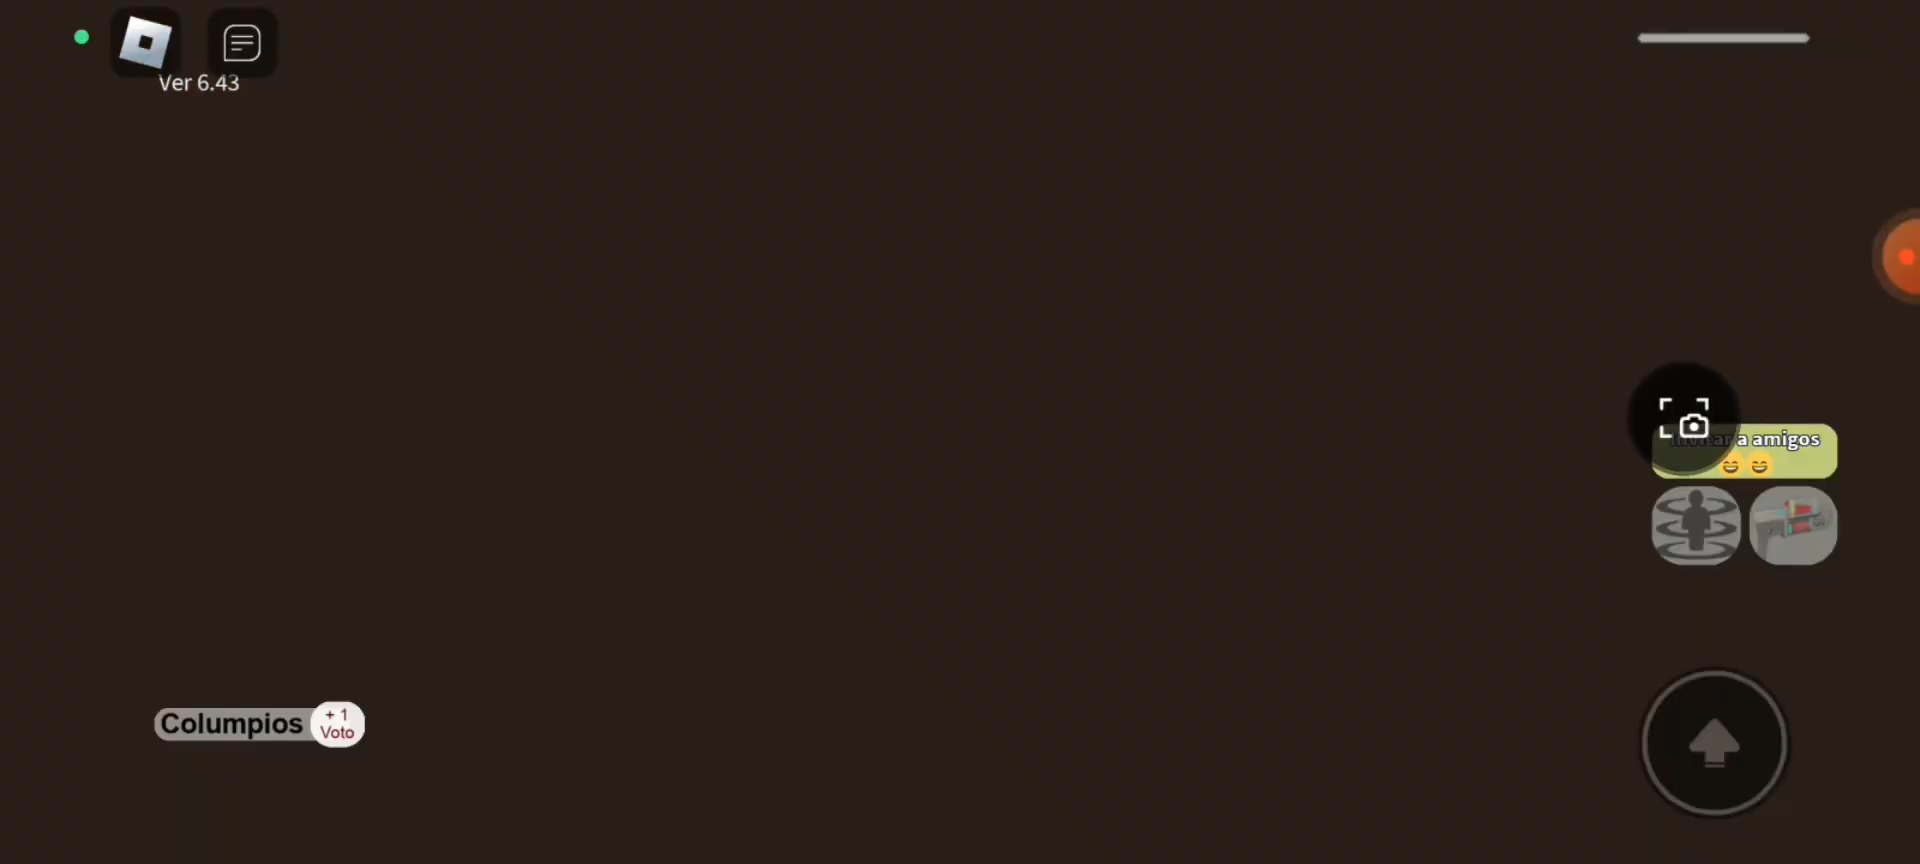 Ver 6.43
a amigos
😄😄
Columpios
+ 1
Voto